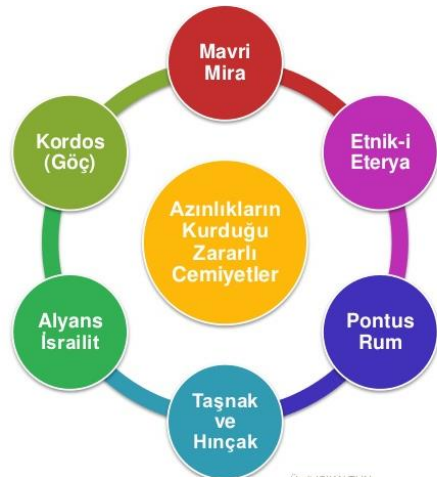 Mavri
Mira
Etnik-i
Eterya
Pontus
Rum
Taşnak
ve
Hınçak
Alyans
İsrailit
Kordos
(Göç)
Azınlıkların
Kurduğu
Zararlı
Cemiyetler